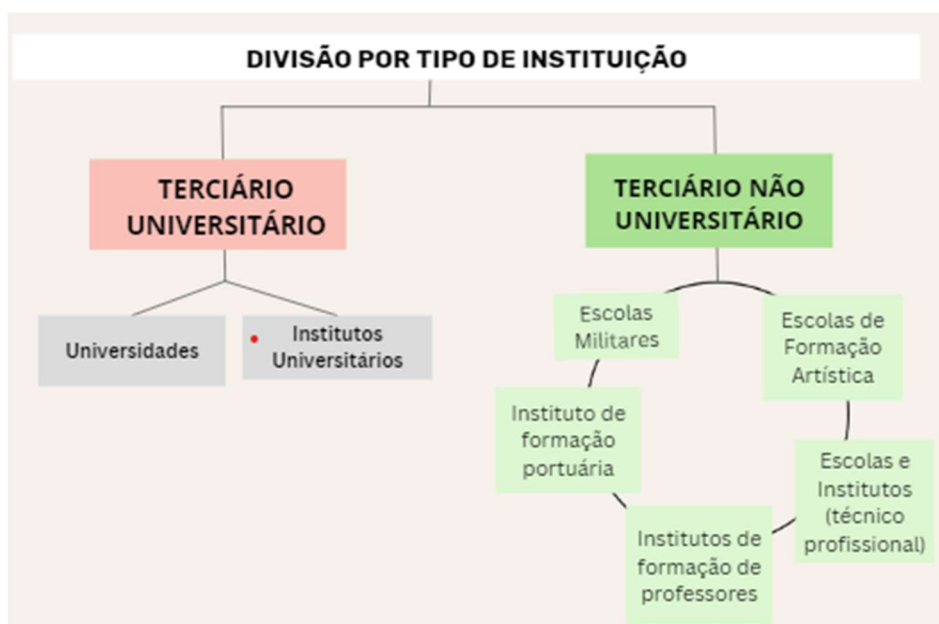 DIVISÃO POR TIPO DE INSTITUIÇÃO
TERCIÁRIO
UNIVERSITÁRIO
Universidades
Institutos
Universitários
TERCIÁRIO NÃO
UNIVERSITÁRIO
Escolas
Militares
Escolas de
Formação
Artística
Instituto de
formação
portuária
Escolas e
Institutos
(técnico
profissional)
Institutos de
formação de
professores